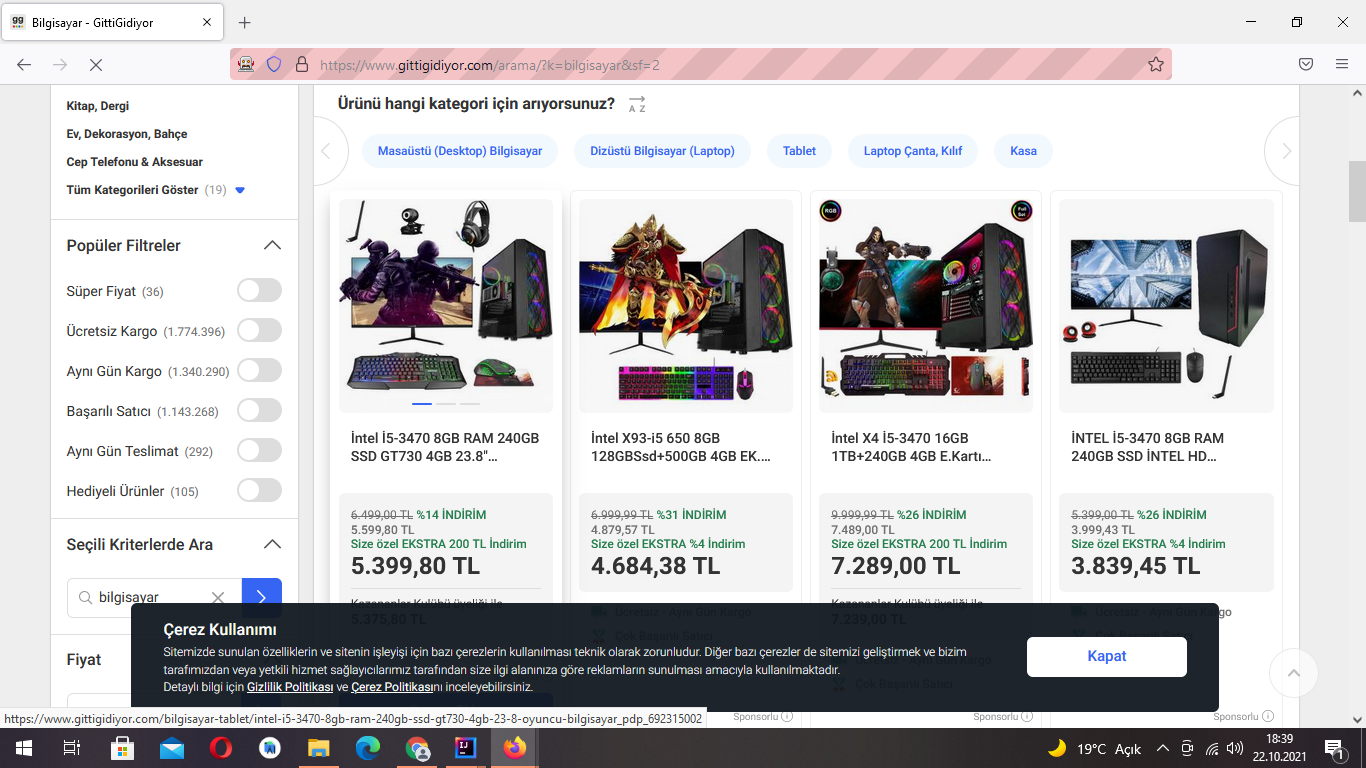 Bilgisayar - GittiGidiyor
https://www.gittigidiyor.com/arama/?k=bilgisayar&sf=2
Kitap, Dergi
Ev, Dekorasyon, Bahçe
Cep Telefonu & Aksesuar
Tüm Kategorileri Göster (19)
Popüler Filtreler
Süper Fiyat (36)
Ücretsiz Kargo (1.774.396)
Aynı Gün Kargo (1.340.290)
Başarılı Satıcı (1.143.268)
Aynı Gün Teslimat (292)
Hediyeli Ürünler (105)
Seçili Kriterlerde Ara
bilgisayar
Fiyat
Ürünü hangi kategori için arıyorsunuz?
A Z
Masaüstü (Desktop) Bilgisayar
Dizüstü Bilgisayar (Laptop)
Tablet
Laptop Çanta, Kılıf
Kasa
İntel İ5-3470 8GB RAM 240GB
SSD GT730 4GB 23.8"...
6.499,00 TL %14 İNDİRİM
5.599,80 TL
Size özel EKSTRA 200 TL İndirim
5.399,80 TL
Kazananlar Kulübü üyeliği ile
5.375,80 TL
İntel X93-i5 650 8GB
128GBSsd+500GB 4GB EK....
6.999,99 TL %31 İNDİRİM
4.879,57 TL
Size özel EKSTRA %4 İndirim
4.684,38 TL
Ücretsiz - Aynı Gün Kargo
Çok Başarılı Satıcı
Sponsorlu
RGB
Full
Set
İntel X4 İ5-3470 16GB
1TB+240GB 4GB E.Kartı...
9.999,99 TL %26 İNDİRİM
7.489,00 TL
Size özel EKSTRA 200 TL İndirim
7.289,00 TL
Kazananlar Kulübü üyeliği ile
7.239,00 TL
Ücretsiz - Aynı Gün Kargo
Çok Başarılı Satıcı
Sponsorlu
İNTEL İ5-3470 8GB RAM
240GB SSD İNTEL HD...
5.399,00 TL %26 İNDİRİM
3.999,43 TL
Size özel EKSTRA %4 İndirim
3.839,45 TL
Ücretsiz - Aynı Gün Kargo
Sponsorlu
Çerez Kullanımı
Sitemizde sunulan özelliklerin ve sitenin işleyişi için bazı çerezlerin kullanılması teknik olarak zorunludur. Diğer bazı çerezler de sitemizi geliştirmek ve bizim
tarafımızdan veya yetkili hizmet sağlayıcılarımız tarafından size ilgi alanınıza göre reklamların sunulması amacıyla kullanılmaktadır.
Detaylı bilgi için Gizlilik Politikası ve Çerez Politikasını inceleyebilirsiniz.
Kapat
https://www.gittigidiyor.com/bilgisayar-tablet/intel-i5-3470-8gb-ram-240gb-ssd-gt730-4gb-23-8-oyuncu-bilgisayar_pdp_692315002
19°C Açık
18:39
22.10.2021
1